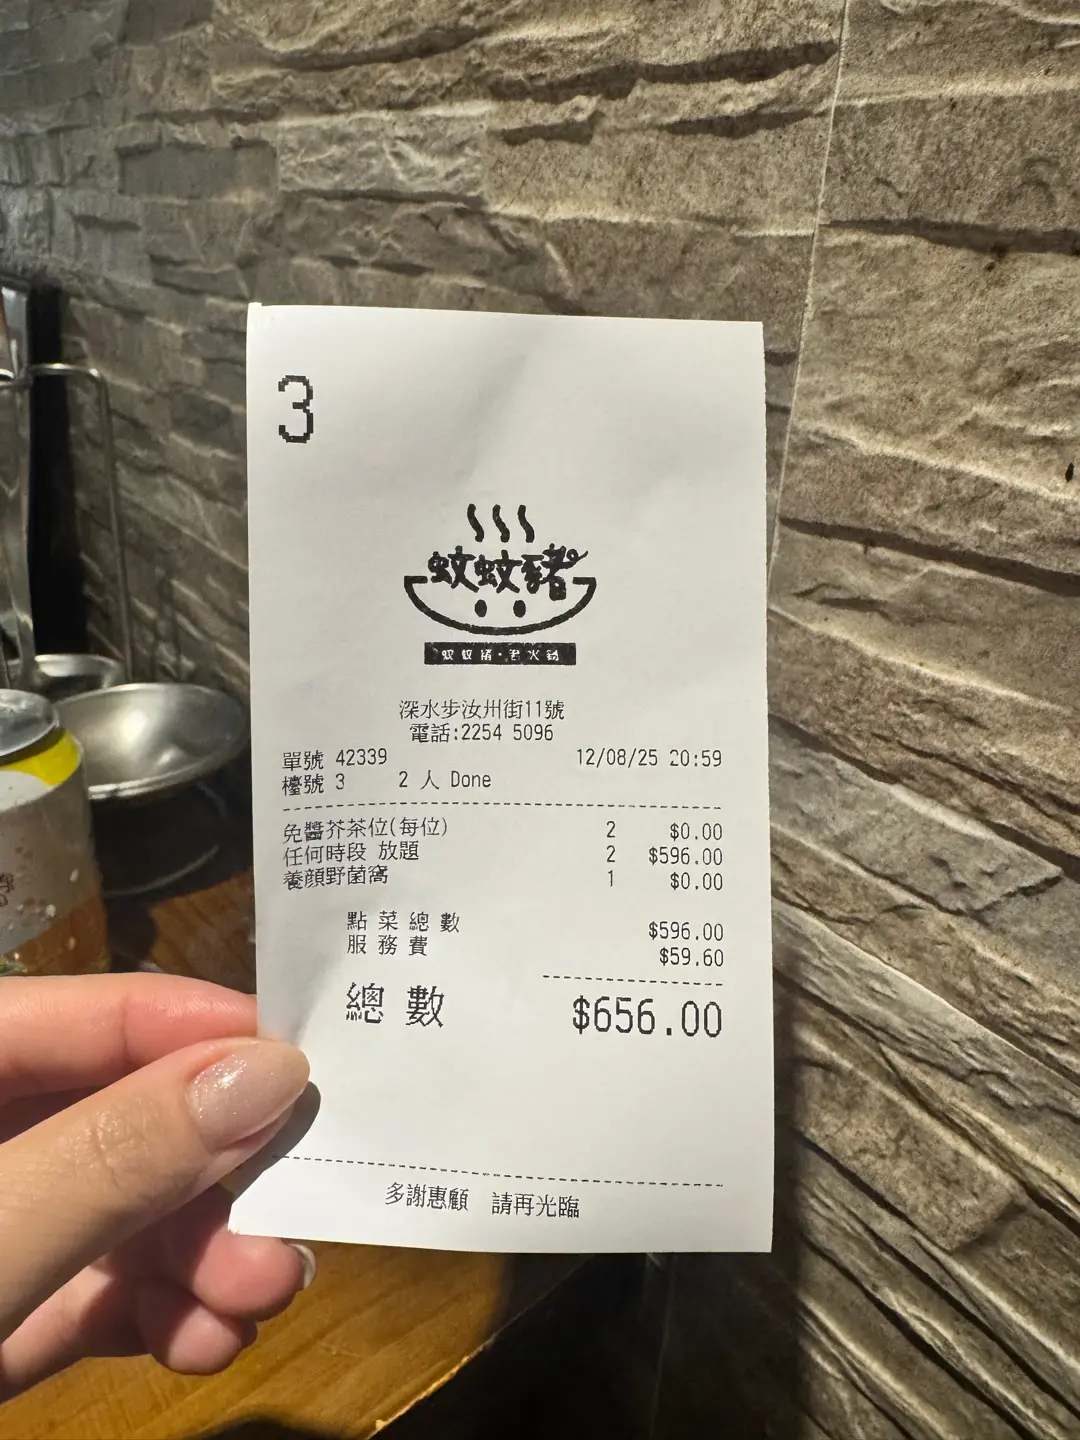 3
蚊蚊豬
蚊蚊豬·老火鍋
深水步汝州街11號
電話:2254 5096
單號 42339 12/08/25 20:59
檯號 3 2 人 Done
免醬芥茶位(每位) 2 $0.00
任何時段 放題 2 $596.00
養顏野菌窩 1 $0.00
點菜總數 $596.00
服務費 $59.60
總數 $656.00
多謝惠顧 請再光臨